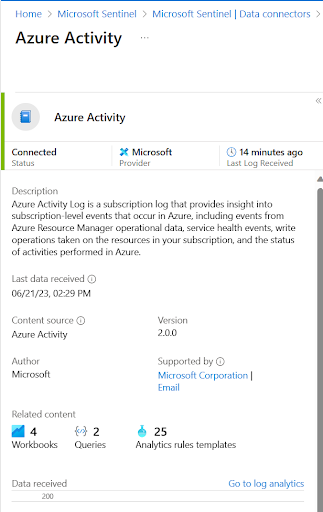 Home > Microsoft Sentinel > Microsoft Sentinel | Data connectors >
Azure Activity ...
Azure Activity
Connected
Status
Microsoft
Provider
14 minutes ago
Last Log Received
Description
Azure Activity Log is a subscription log that provides insight into
subscription-level events that occur in Azure, including events from
Azure Resource Manager operational data, service health events, write
operations taken on the resources in your subscription, and the status
of activities performed in Azure.
Last data received
06/21/23, 02:29 PM
Content source
Azure Activity
Version
2.0.0
Author
Microsoft
Supported by
Microsoft Corporation |
Email
Related content
4
Workbooks
2
Queries
25
Analytics rules templates
Data received
Go to log analytics
200